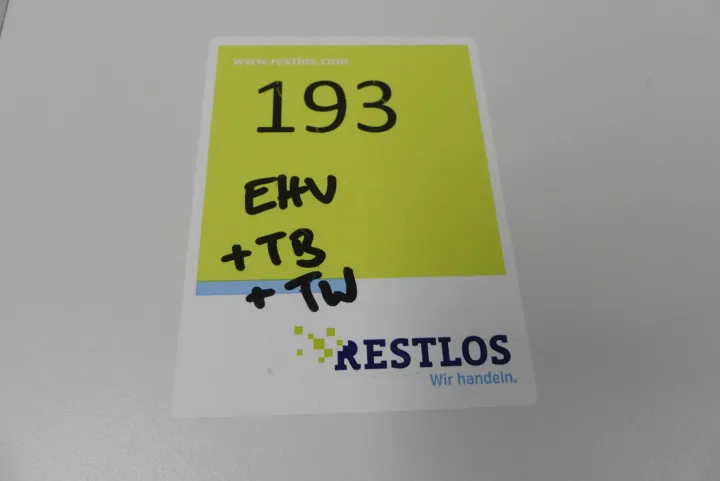 www.restlos.com
193
EHV
+ TB
+ TW
RESTLOS
Wir handeln.